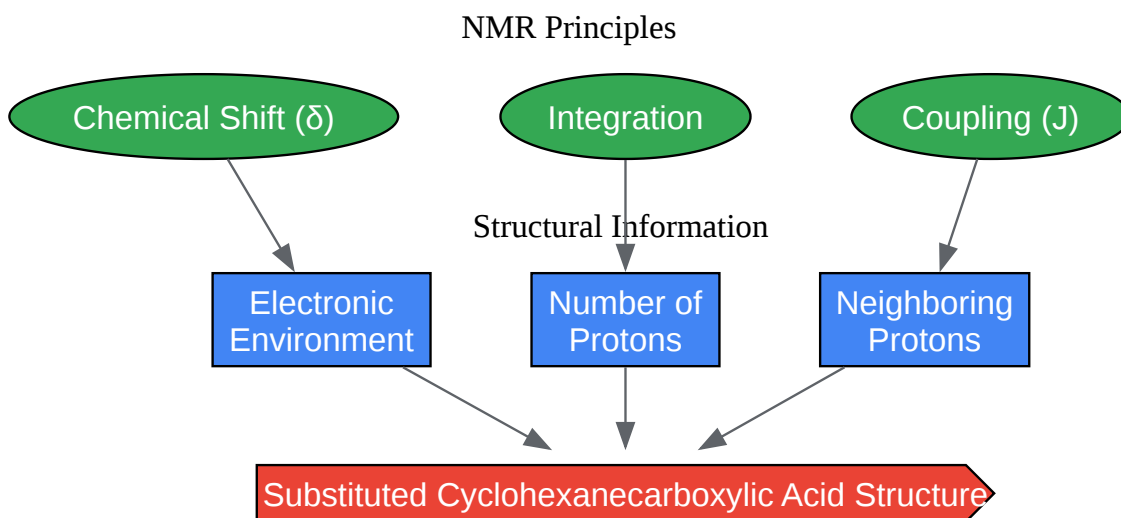 NMR Principles
Chemical Shift (δ)
Integration
Coupling (J)
Structural Information
Electronic
Environment
Number of
Protons
Neighboring
Protons
Substituted Cyclohexanecarboxylic Acid Structure